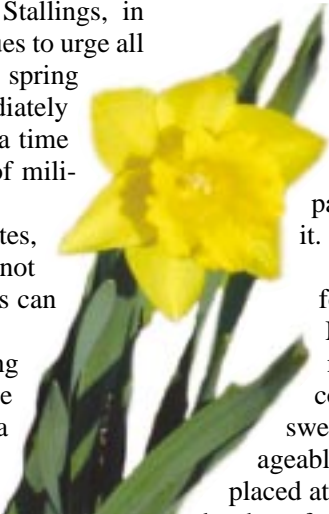 Stallings, in
ues to urge all
spring
diately
a time
of mili-
tes,
not
s can
ng
e
a
pa
it.
fo
swe
ageabl
placed at